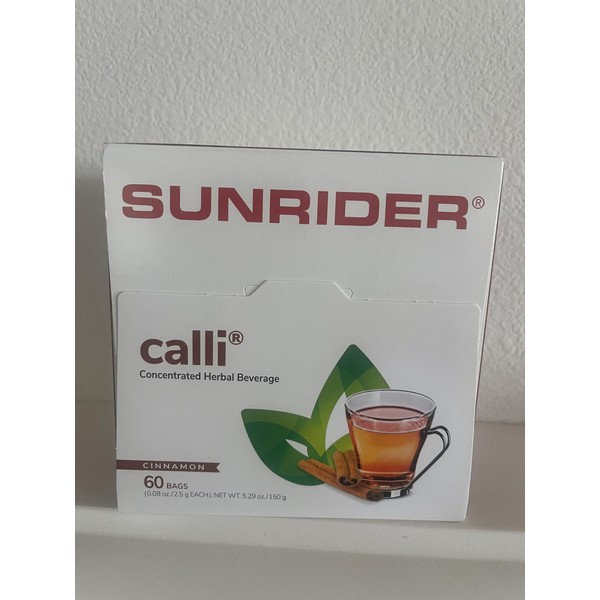 SUNRIDER®
calli®
Concentrated Herbal Beverage
CINNAMON
60 BAGS
(0.08 oz./2.5 g EACH), NET WT. 5.29 oz./150 g